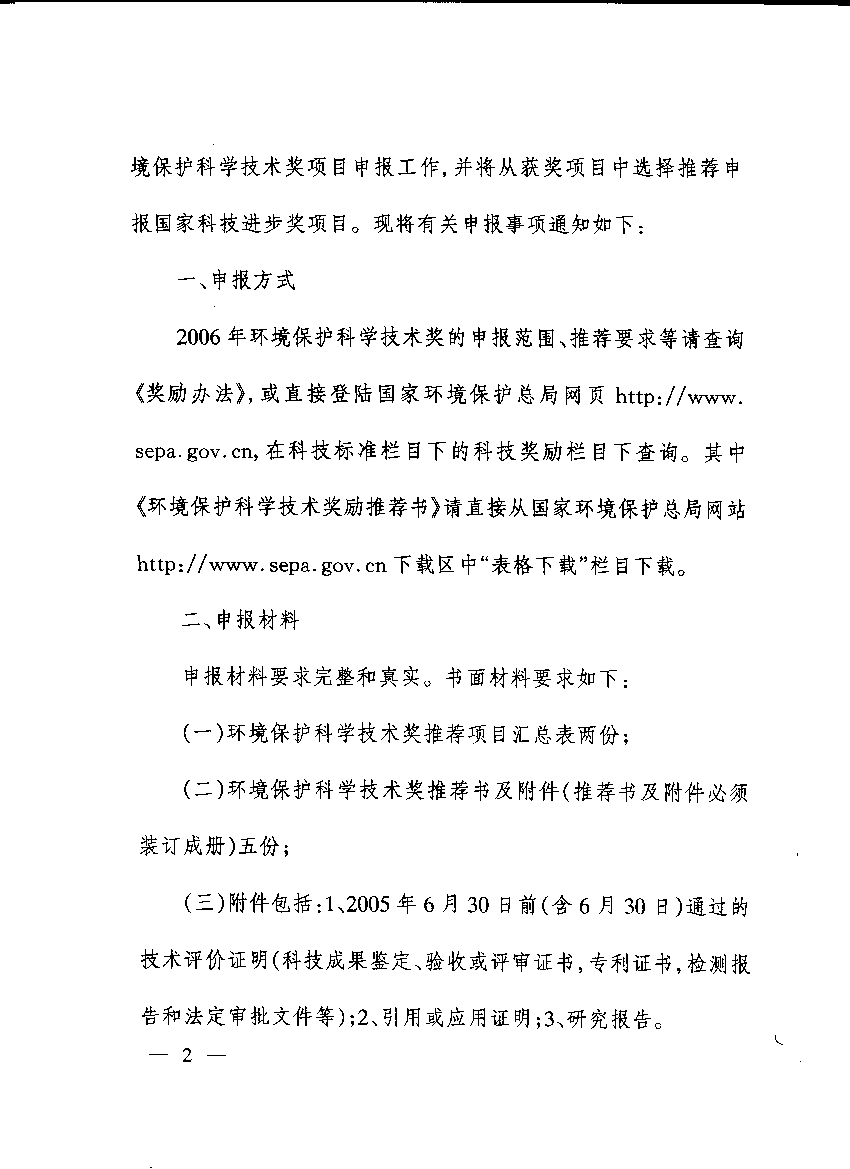 境保护科学技术奖项目申报工作,并将从获奖项目中选择推荐申
报国家科技进步奖项目。现将有关申报事项通知如下:
一、申报方式
2006年环境保护科学技术奖的申报范围、推荐要求等请查询
《奖励办法》,或直接登陆国家环境保护总局网页http://www.
sepa.gov.cn,在科技标准栏目下的科技奖励栏目下查询。其中
《环境保护科学技术奖励推荐书》请直接从国家环境保护总局网站
http://www.sepa.gov.cn下载区中“表格下载”栏目下载。
二、申报材料
申报材料要求完整和真实。书面材料要求如下:
(一)环境保护科学技术奖推荐项目汇总表两份;
(二)环境保护科学技术奖推荐书及附件(推荐书及附件必须
装订成册)五份;
(三)附件包括:1、2005年6月30日前(含6月30日)通过的
技术评价证明(科技成果鉴定、验收或评审证书,专利证书,检测报
告和法定审批文件等);2、引用或应用证明;3、研究报告。
— 2 —